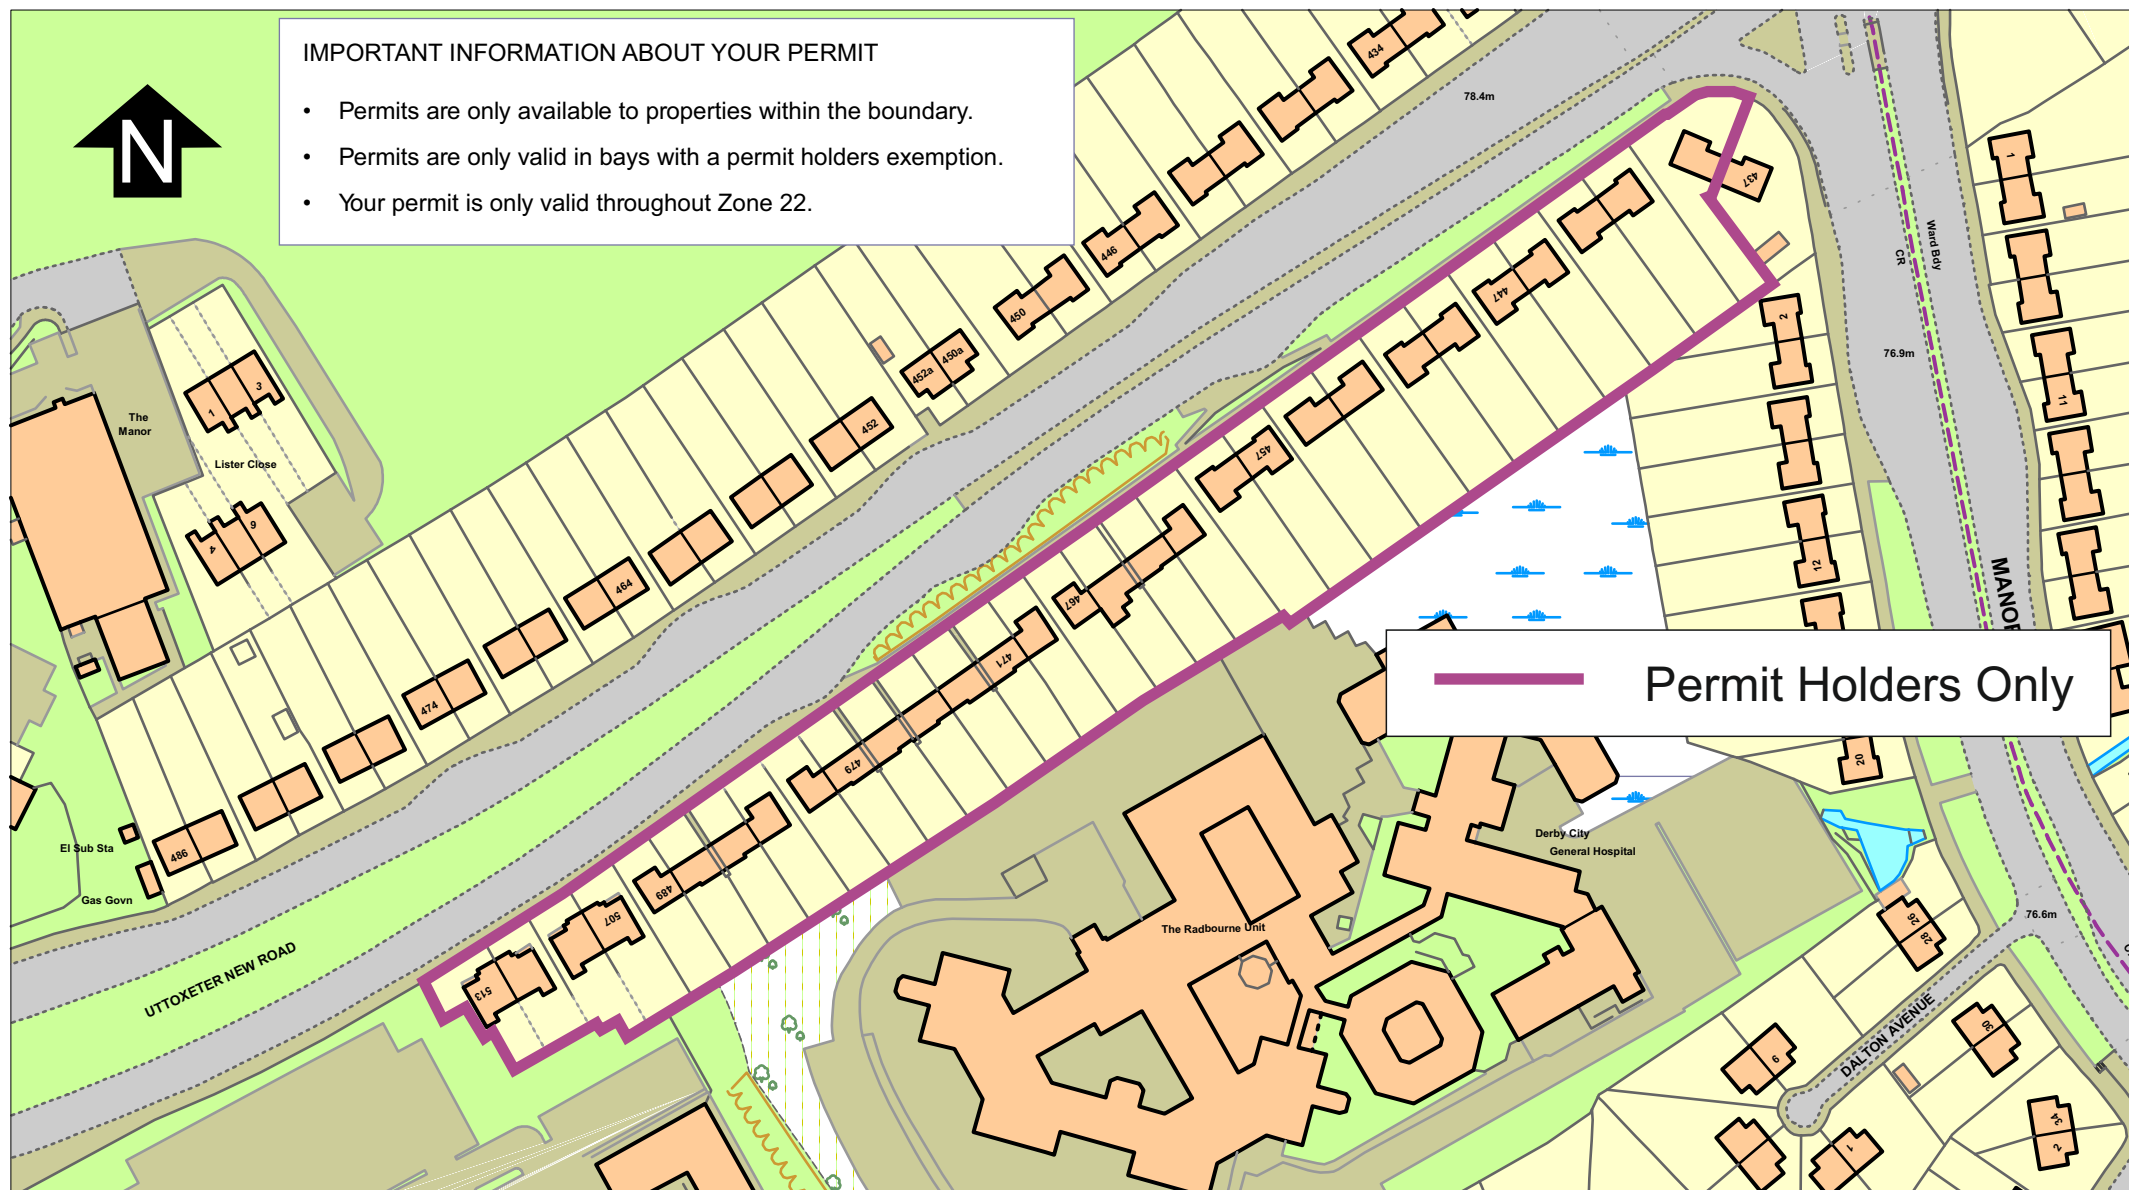 IMPORTANT INFORMATION ABOUT YOUR PERMIT
• Permits are only available to properties within the boundary.
• Permits are only valid in bays with a permit holders exemption.
• Your permit is only valid throughout Zone 22.
N
434
78.4m
437
1
Ward Bdy
CR
446
450
447
2
450a
452a
76.9m
3
1
The
Manor
452
11
Lister Close
457
9
4
464
12
467
MANOR
471
Permit Holders Only
474
479
20
486
489
El Sub Sta
Gas Govn
Derby City
General Hospital
507
The Radbourne Unit
26
28
76.6m
513
UTTOXETER NEW ROAD
DALTON AVENUE
30
9
34
2
1